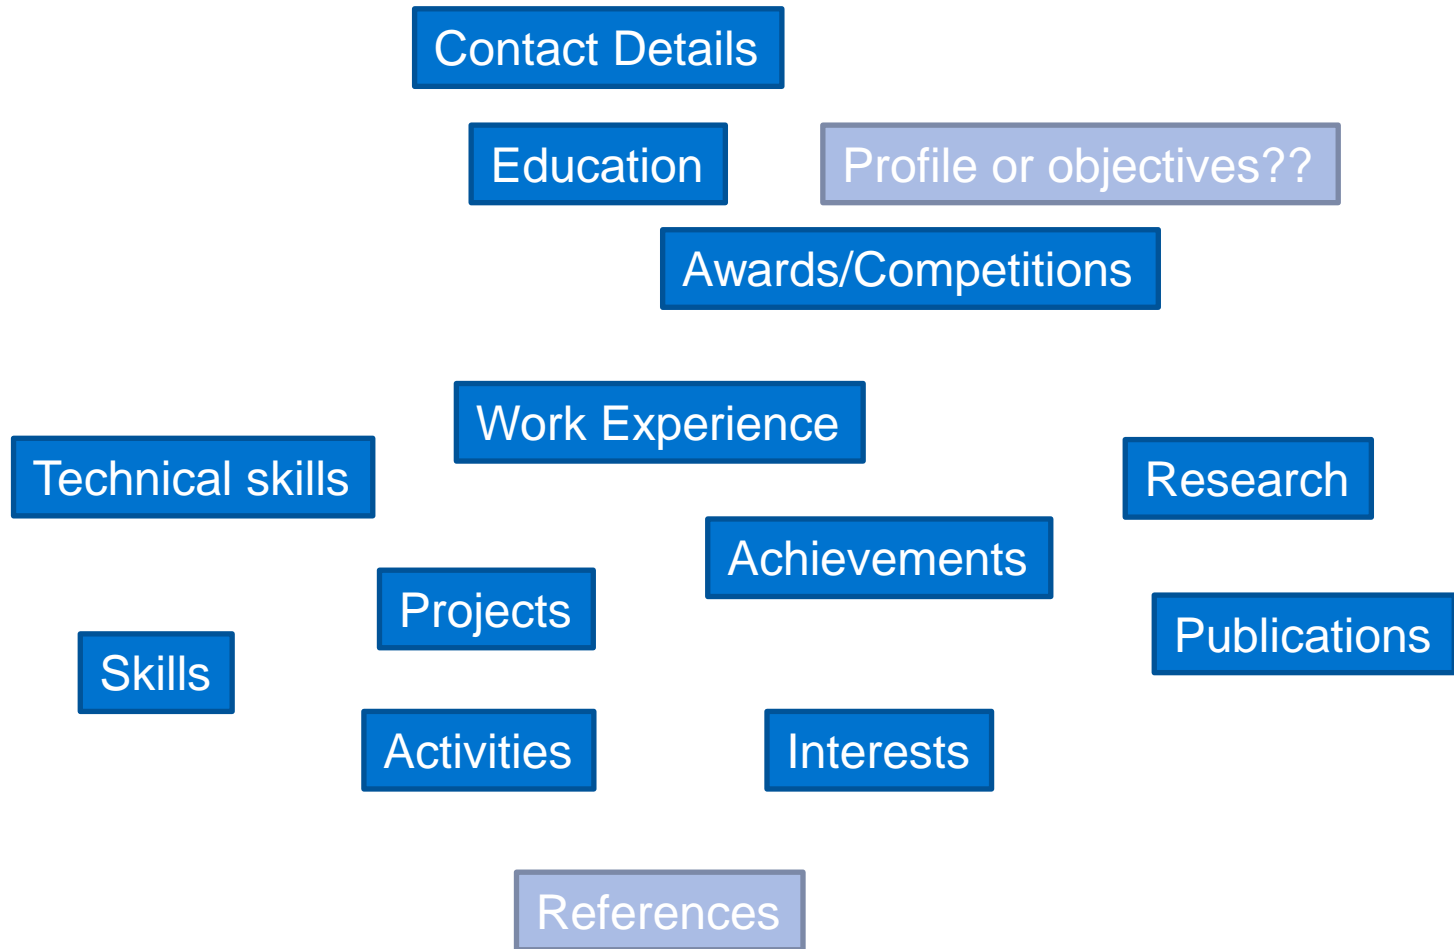 Contact Details
Education
Profile or objectives??
Awards/Competitions
Work Experience
Technical skills
Research
Achievements
Projects
Publications
Skills
Activities
Interests
References